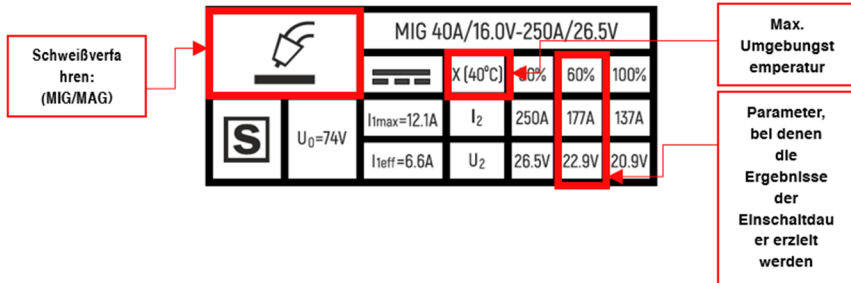 Schweißverfa
hren:
(MIG/MAG)
MIG 40A/16.0V-250A/26.5V
X (40°C) 60% 100%
S U₀=74V
I1max=12.1A I₂ 250A 177A 137A
I1eff=6.6A U₂ 26.5V 22.9V 20.9V
Max.
Umgebungst
emperatur
Parameter,
bei denen
die
Ergebnisse
der
Einschaltdau
er erzielt
werden